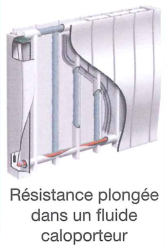 Résistance plongée
dans un fluide
caloporteur